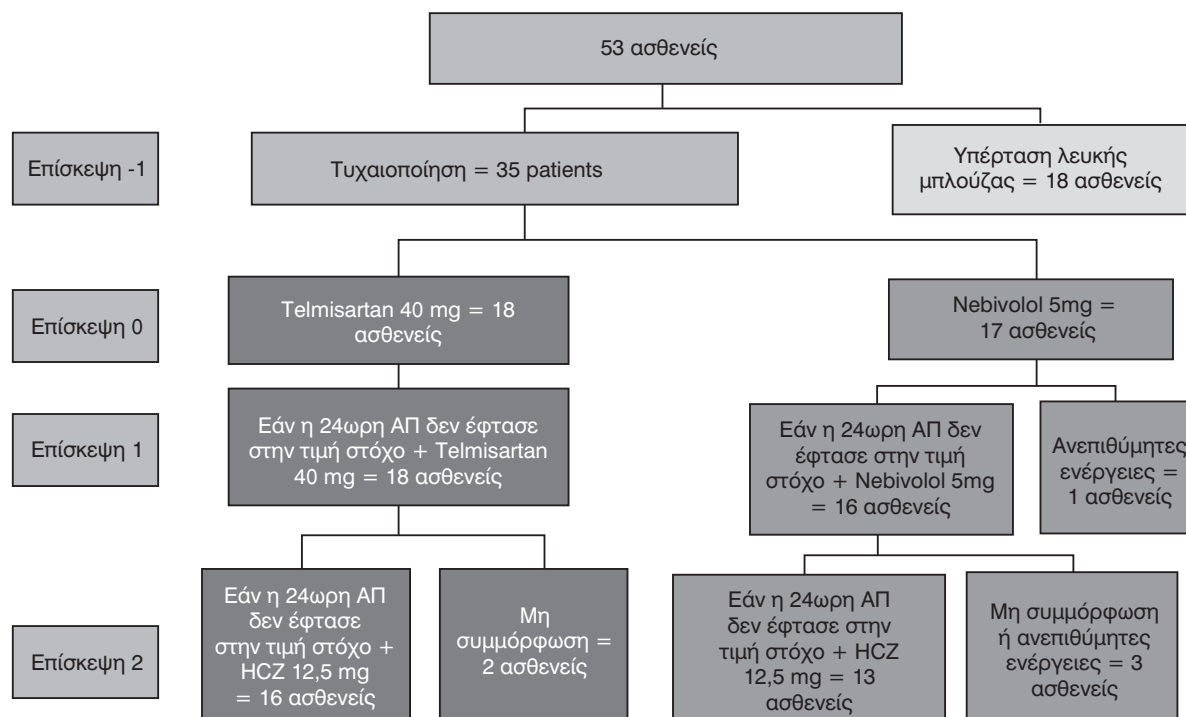 53 ασθενείς
Επίσκεψη -1
Τυχαιοποίηση = 35 patients
Υπέρταση λευκής
μπλούζας = 18 ασθενείς
Επίσκεψη 0
Telmisartan 40 mg = 18
ασθενείς
Nebivolol 5mg =
17 ασθενείς
Επίσκεψη 1
Εάν η 24ωρη ΑΠ δεν έφτασε
στην τιμή στόχο + Telmisartan
40 mg = 18 ασθενείς
Εάν η 24ωρη ΑΠ δεν
έφτασε στην τιμή
στόχο + Nebivolol 5mg
= 16 ασθενείς
Ανεπιθύμητες
ενέργειες =
1 ασθενείς
Επίσκεψη 2
Εάν η 24ωρη ΑΠ
δεν έφτασε
στην τιμή στόχο +
HCZ 12,5 mg
= 16 ασθενείς
Μη
συμμόρφωση =
2 ασθενείς
Εάν η 24ωρη ΑΠ
δεν έφτασε στην
τιμή στόχο + HCZ
12,5 mg = 13
ασθενείς
Μη συμμόρφωση
ή ανεπιθύμητες
ενέργειες = 3
ασθενείς